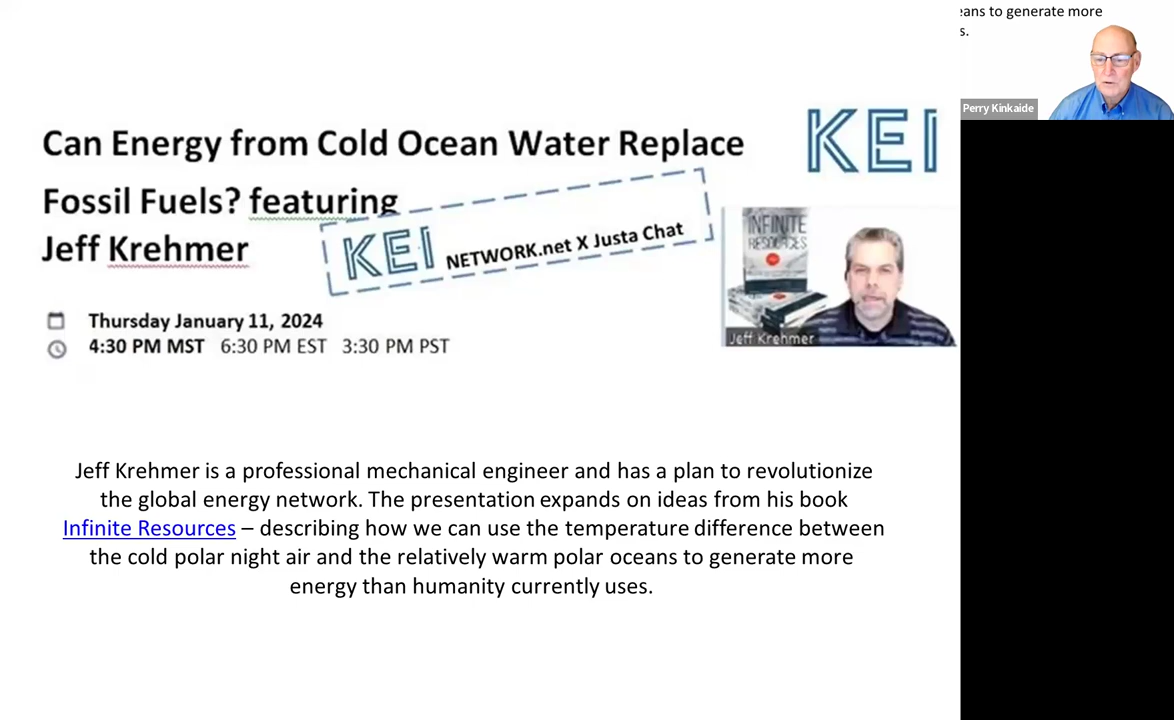 eans to generate more
s.
Perry Kinkaide
KEI
Can Energy from Cold Ocean Water Replace
Fossil Fuels? featuring
Jeff Krehmer
KEI NETWORK.net X Justa Chat
INFINITE
RESOURCES
Jeff Krehmer
Thursday January 11, 2024
4:30 PM MST 6:30 PM EST 3:30 PM PST
Jeff Krehmer is a professional mechanical engineer and has a plan to revolutionize
the global energy network. The presentation expands on ideas from his book
Infinite Resources – describing how we can use the temperature difference between
the cold polar night air and the relatively warm polar oceans to generate more
energy than humanity currently uses.